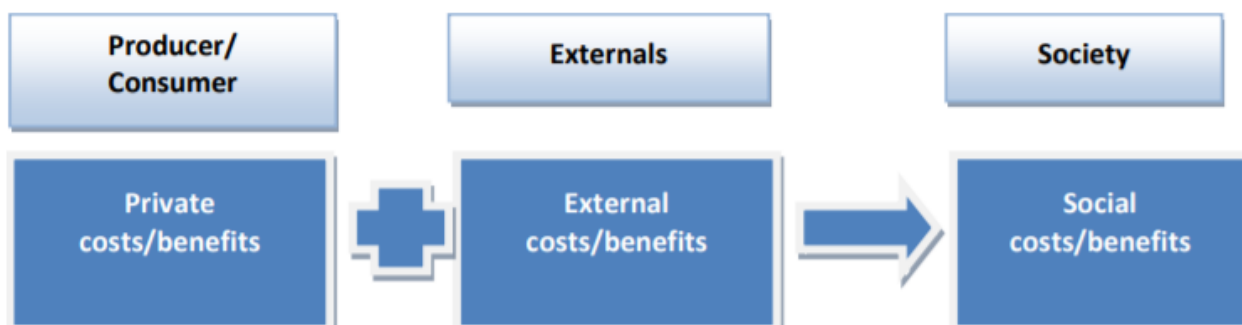 Producer/
Consumer
Externals
Society
Private
costs/benefits
External
costs/benefits
Social
costs/benefits